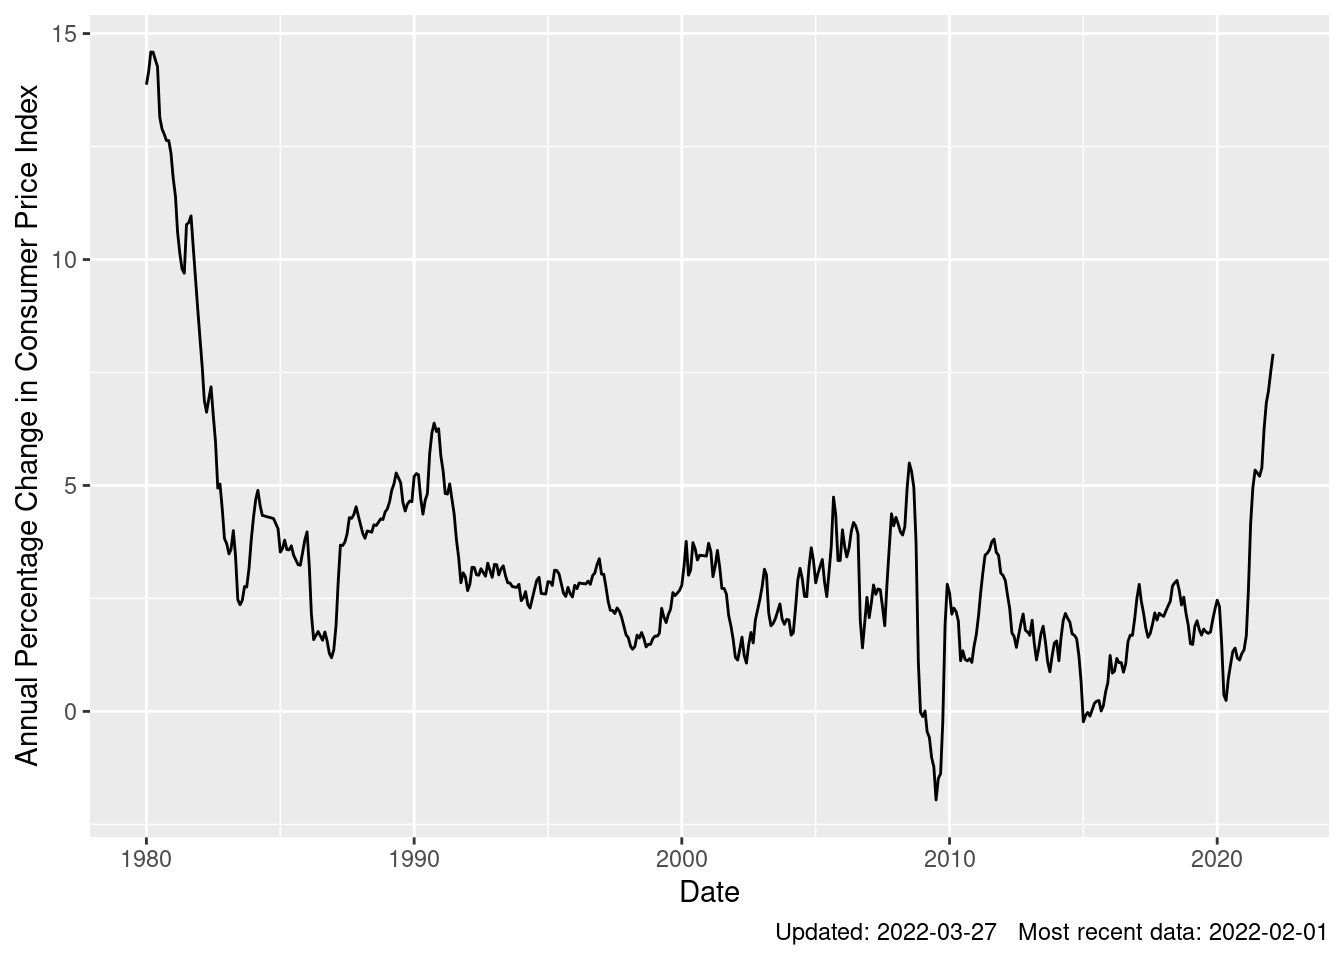 Annual Percentage Change in Consumer Price Index
15
10
5
0
1980 1990 2000 2010 2020
Date
Updated: 2022-03-27 Most recent data: 2022-02-01